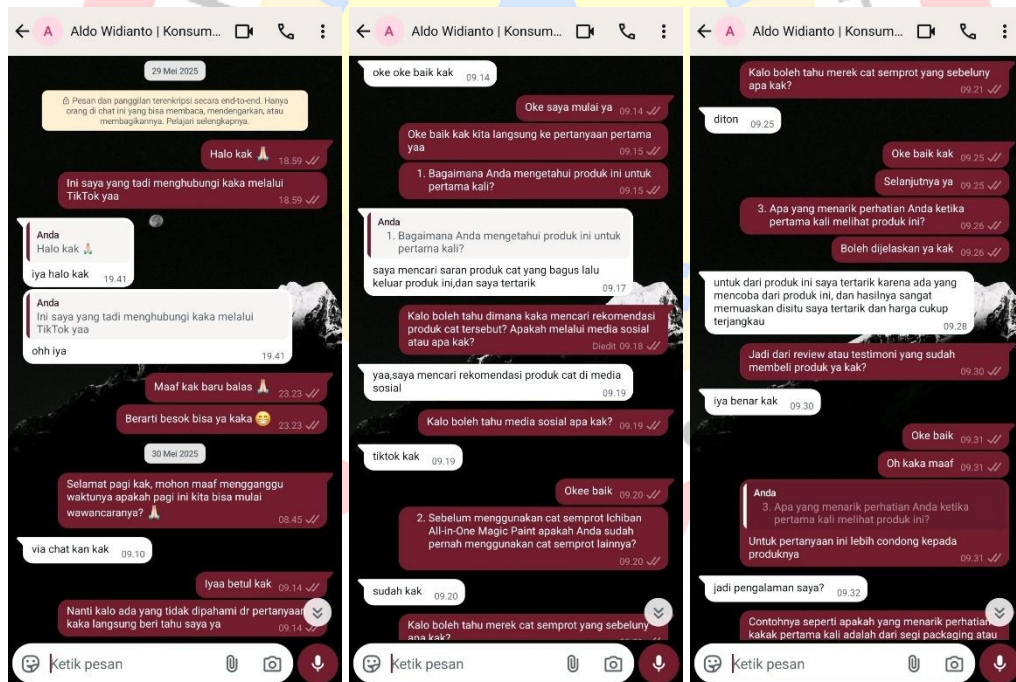 A Aldo Widianto | Konsum...
29 Mei 2025
Pesan dan panggilan terenkripsi secara end-to-end. Hanya
orang di chat ini yang bisa membaca, mendengarkan, atau
membagikannya. Pelajari selengkapnya.
Halo kak 🙏🏻 18.59
Ini saya yang tadi menghubungi kaka melalui
TikTok yaa 18.59
Anda
Halo kak 🙏🏻
iya halo kak 19.41
Anda
Ini saya yang tadi menghubungi kaka melalui
TikTok yaa
ohh iya 19.41
Maaf kak baru balas 🙏🏻 23.23
Berarti besok bisa ya kaka 😁 23.23
30 Mei 2025
Selamat pagi kak, mohon maaf mengganggu
waktunya apakah pagi ini kita bisa mulai
wawancaranya? 🙏🏻 08.45
via chat kan kak 09.10
Iyaa betul kak 09.14
Nanti kalo ada yang tidak dipahami dr pertanyaan
kaka langsung beri tahu saya ya 09.14
Ketik pesan
A Aldo Widianto | Konsum...
oke oke baik kak 09.14
Oke saya mulai ya 09.14
Oke baik kak kita langsung ke pertanyaan pertama
yaa 09.15
1. Bagaimana Anda mengetahui produk ini untuk
pertama kali? 09.15
Anda
1. Bagaimana Anda mengetahui produk ini untuk
pertama kali?
saya mencari saran produk cat yang bagus lalu
keluar produk ini,dan saya tertarik 09.17
Kalo boleh tahu dimana kaka mencari rekomendasi
produk cat tersebut? Apakah melalui media sosial
atau apa kak? Diedit 09.18
yaa,saya mencari rekomendasi produk cat di media
sosial 09.19
Kalo boleh tahu media sosial apa kak? 09.19
tiktok kak 09.19
Okee baik 09.20
2. Sebelum menggunakan cat semprot Ichiban
All-in-One Magic Paint apakah Anda sudah
pernah menggunakan cat semprot lainnya?
09.20
sudah kak 09.20
Kalo boleh tahu merek cat semprot yang sebeluny
apa kak?
Ketik pesan
A Aldo Widianto | Konsum...
Kalo boleh tahu merek cat semprot yang sebeluny
apa kak? 09.21
diton 09.25
Oke baik kak 09.25
Selanjutnya ya 09.25
3. Apa yang menarik perhatian Anda ketika
pertama kali melihat produk ini? 09.26
Boleh dijelaskan ya kak 09.26
untuk dari produk ini saya tertarik karena ada yang
mencoba dari produk ini, dan hasilnya sangat
memuaskan disitu saya tertarik dan harga cukup
terjangkau 09.28
Jadi dari review atau testimoni yang sudah
membeli produk ya kak? 09.30
iya benar kak 09.30
Oke baik 09.31
Oh kaka maaf 09.31
Anda
3. Apa yang menarik perhatian Anda ketika
pertama kali melihat produk ini?
Untuk pertanyaan ini lebih condong kepada
produknya 09.31
jadi pengalaman saya? 09.32
Contohnya seperti apakah yang menarik perhatian
kakak pertama kali adalah dari segi packaging atau
Ketik pesan